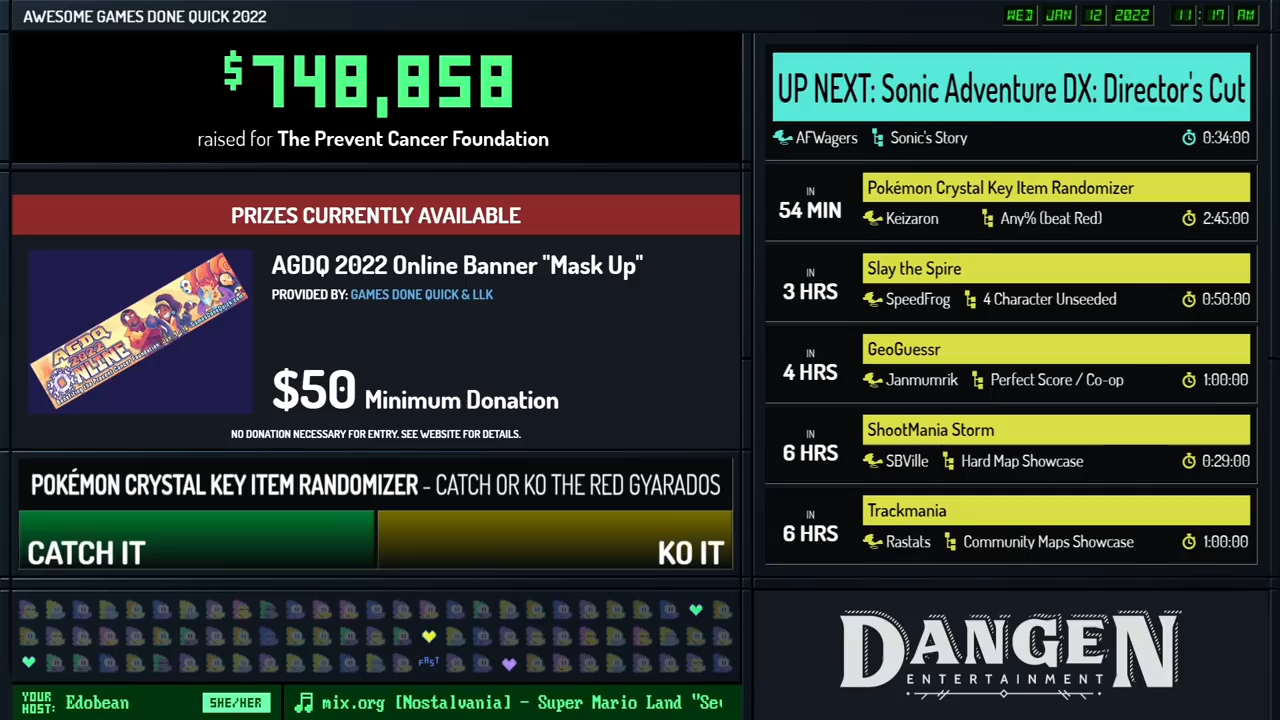 AWESOME GAMES DONE QUICK 2022
WED JAN 12 2022 11:17 AM
$748,858
raised for The Prevent Cancer Foundation
PRIZES CURRENTLY AVAILABLE
AGDQ
2022
ONLINE
AGDQ 2022 Online Banner "Mask Up"
PROVIDED BY: GAMES DONE QUICK & LLK
$50 Minimum Donation
NO DONATION NECESSARY FOR ENTRY. SEE WEBSITE FOR DETAILS.
POKÉMON CRYSTAL KEY ITEM RANDOMIZER - CATCH OR KO THE RED GYARADOS
CATCH IT KO IT
FAST
YOUR HOST: Edobean SHE/HER
mix.org [Nostalvania] - Super Mario Land "Se
UP NEXT: Sonic Adventure DX: Director's Cut
AFWagers Sonic's Story 0:34:00
IN 54 MIN
Pokémon Crystal Key Item Randomizer
Keizaron Any% (beat Red) 2:45:00
IN 3 HRS
Slay the Spire
SpeedFrog 4 Character Unseeded 0:50:00
IN 4 HRS
GeoGuessr
Janmumrik Perfect Score / Co-op 1:00:00
IN 6 HRS
ShootMania Storm
SBVille Hard Map Showcase 0:29:00
IN 6 HRS
Trackmania
Rastats Community Maps Showcase 1:00:00
DANGEN
ENTERTAINMENT